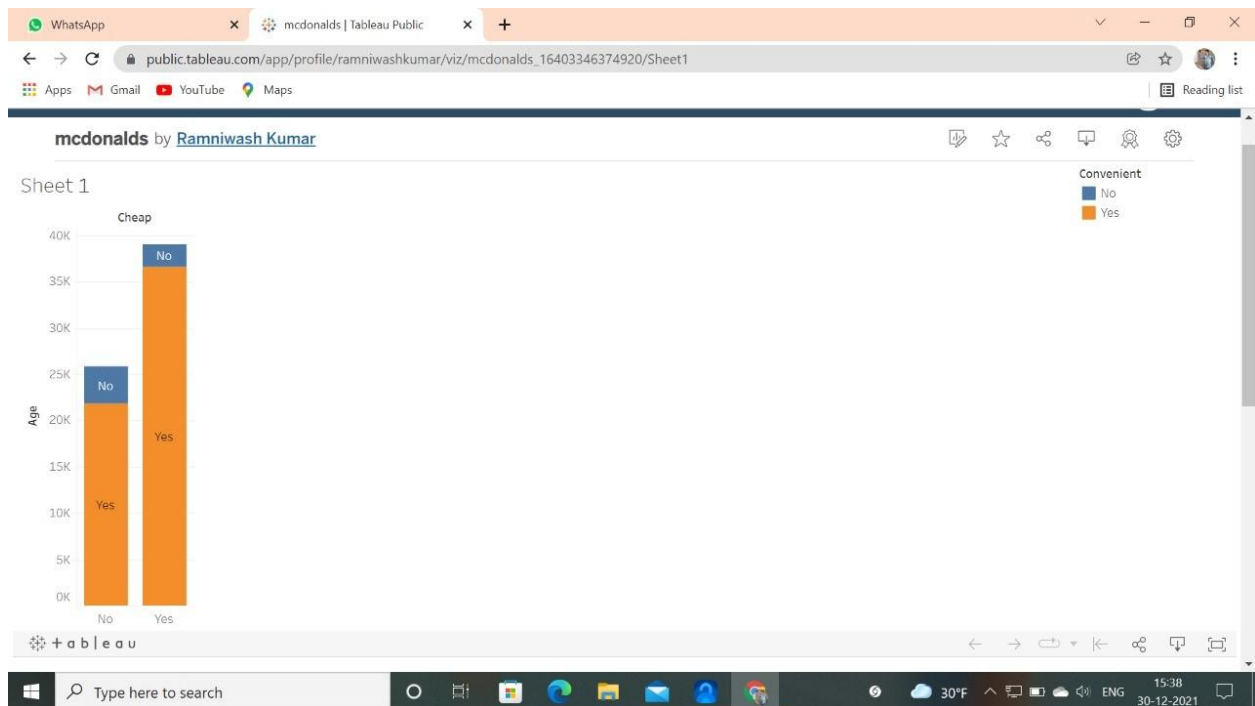 WhatsApp
mcdonalds | Tableau Public
public.tableau.com/app/profile/ramniwashkumar/viz/mcdonalds_16403346374920/Sheet1
Apps Gmail YouTube Maps Reading list
mcdonalds by Ramniwash Kumar
Sheet 1
Convenient
No
Yes
Cheap
40K
No
35K
30K
25K
No
Age
20K
Yes
15K
Yes
10K
5K
0K
No Yes
+ a b | e a u
Type here to search
30°F ENG 15:38
30-12-2021